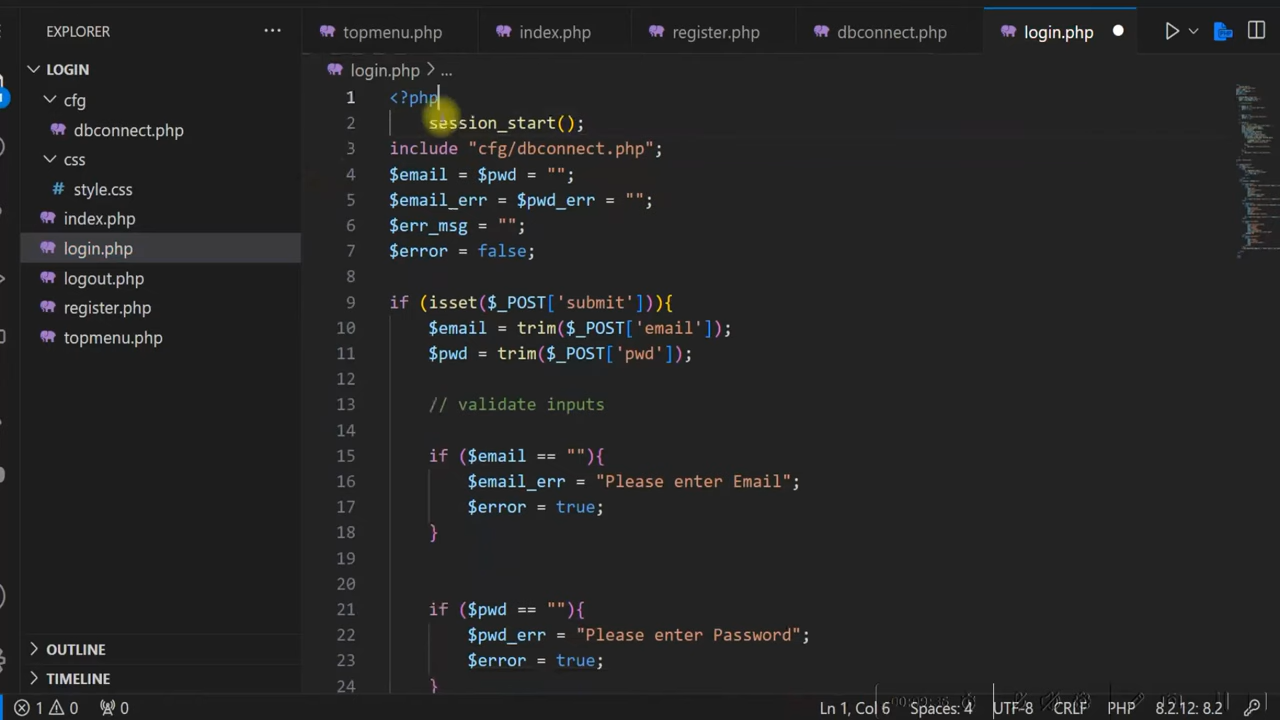 EXPLORER
topmenu.php
index.php
register.php
dbconnect.php
login.php
LOGIN
cfg
dbconnect.php
css
# style.css
index.php
login.php
logout.php
register.php
topmenu.php
OUTLINE
TIMELINE
login.php > ...
1 <?php
2 session_start();
3 include "cfg/dbconnect.php";
4 $email = $pwd = "";
5 $email_err = $pwd_err = "";
6 $err_msg = "";
7 $error = false;
8
9 if (isset($_POST['submit'])){
10 $email = trim($_POST['email']);
11 $pwd = trim($_POST['pwd']);
12
13 // validate inputs
14
15 if ($email == ""){
16 $email_err = "Please enter Email";
17 $error = true;
18 }
19
20
21 if ($pwd == ""){
22 $pwd_err = "Please enter Password";
23 $error = true;
24 }
1 0 0 Ln 1, Col 6 Spaces: 4 UTF-8 CRLF PHP 8.2.12: 8.2